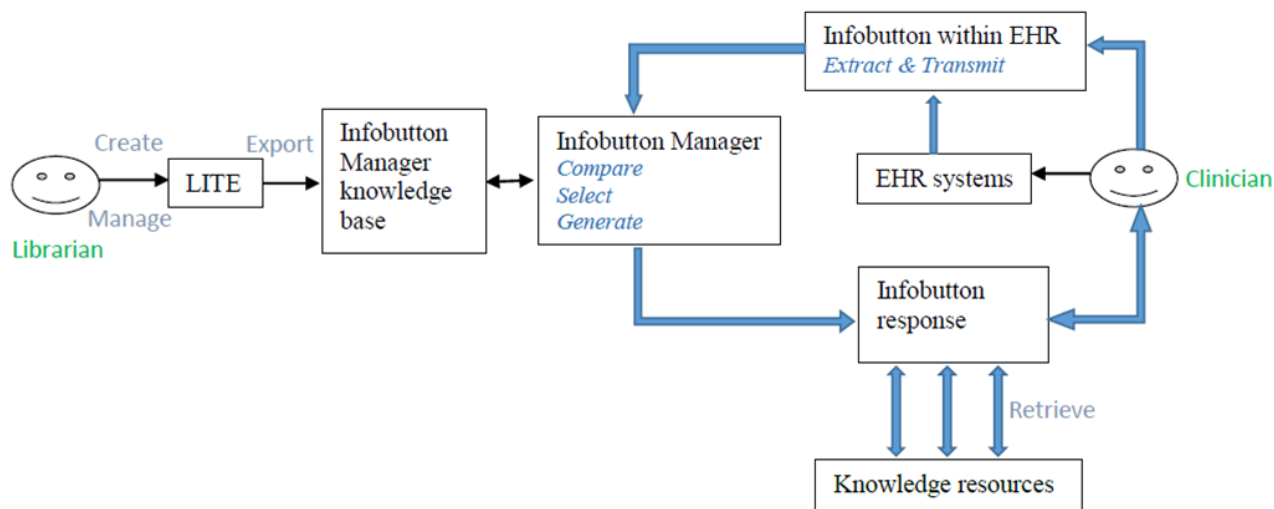 Create
Manage
Librarian
LITE
Export
Infobutton
Manager
knowledge
base
Infobutton Manager
Compare
Select
Generate
Infobutton within EHR
Extract & Transmit
EHR systems
Clinician
Infobutton
response
Retrieve
Knowledge resources